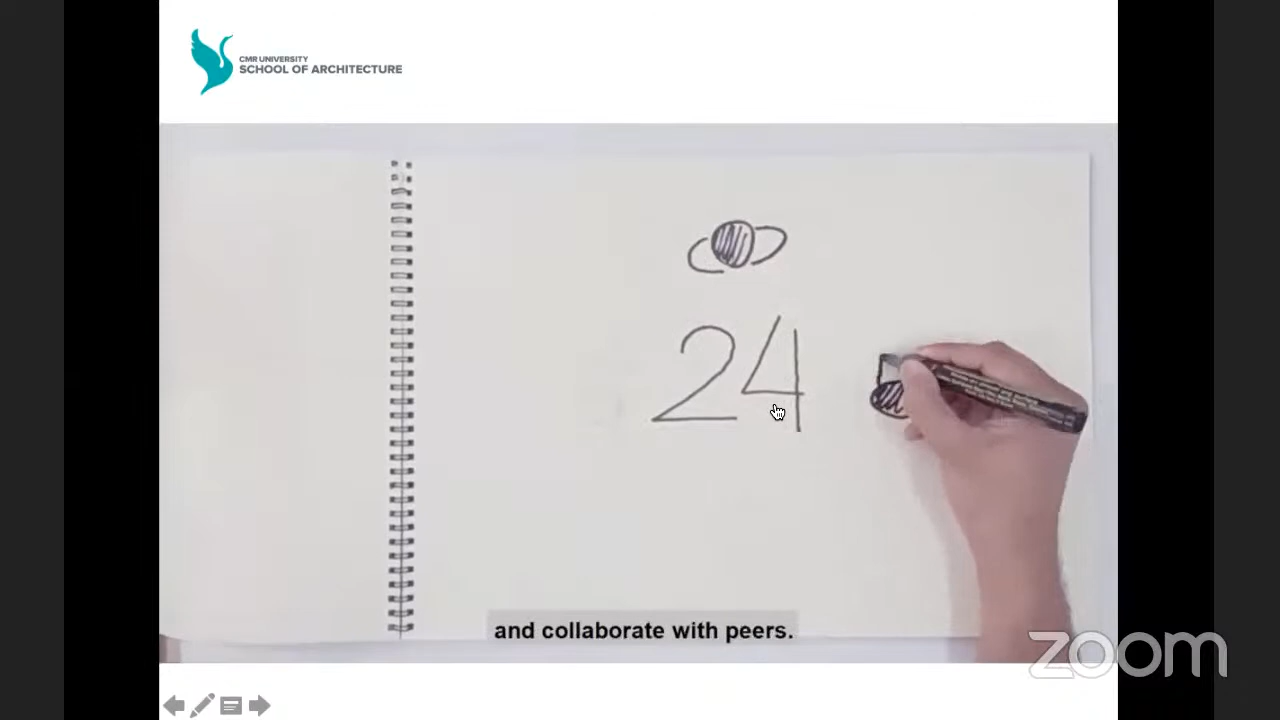 CMR UNIVERSITY
SCHOOL OF ARCHITECTURE
24
and collaborate with peers.
zoom